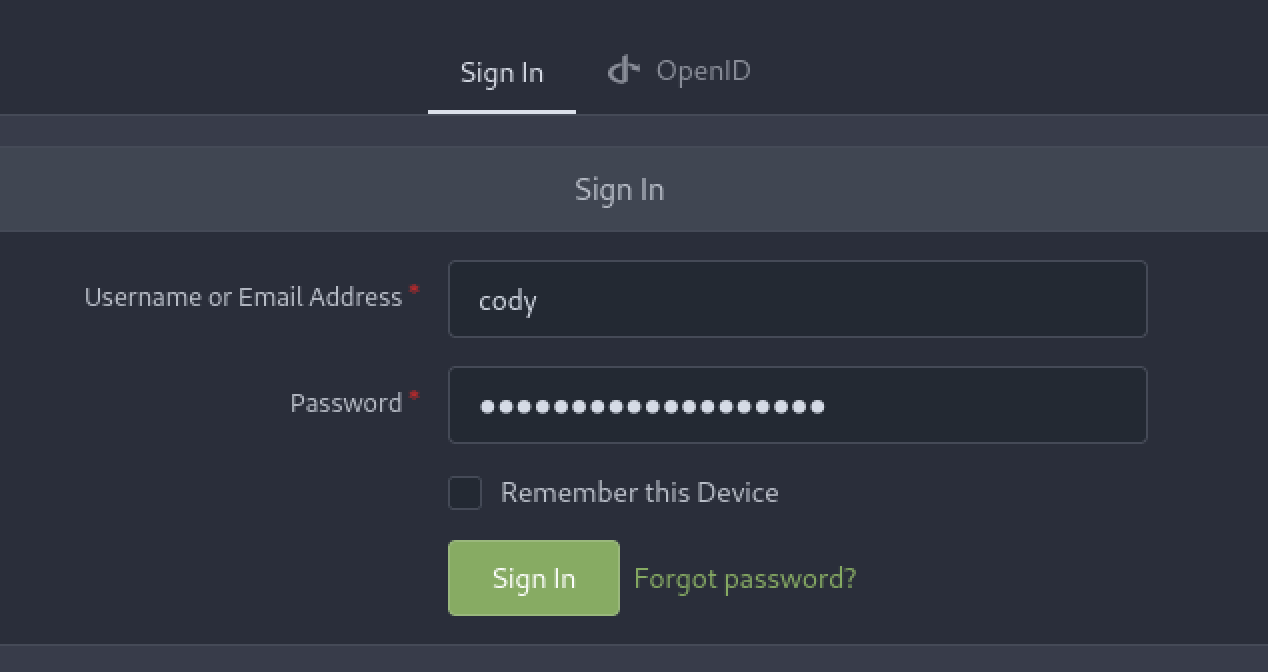 Sign In OpenID
Sign In
Username or Email Address * cody
Password * ●●●●●●●●●●●●●●●●●●●
Remember this Device
Sign In Forgot password?